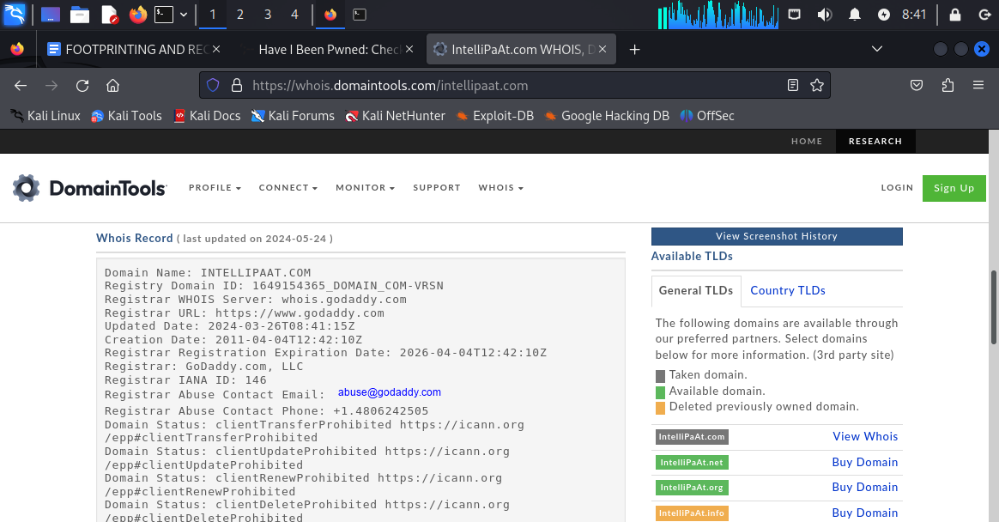 1 2 3 4 8:41
FOOTPRINTING AND REC Have I Been Pwned: Check IntelliPaAt.com WHOIS, D
https://whois.domaintools.com/intellipaat.com
Kali Linux Kali Tools Kali Docs Kali Forums Kali NetHunter Exploit-DB Google Hacking DB OffSec
HOME RESEARCH
DomainTools PROFILE CONNECT MONITOR SUPPORT WHOIS LOGIN Sign Up
Whois Record ( last updated on 2024-05-24 )
Domain Name: INTELLIPAAT.COM
Registry Domain ID: 1649154365_DOMAIN_COM-VRSN
Registrar WHOIS Server: whois.godaddy.com
Registrar URL: https://www.godaddy.com
Updated Date: 2024-03-26T08:41:15Z
Creation Date: 2011-04-04T12:42:10Z
Registrar Registration Expiration Date: 2026-04-04T12:42:10Z
Registrar: GoDaddy.com, LLC
Registrar IANA ID: 146
Registrar Abuse Contact Email: abuse@godaddy.com
Registrar Abuse Contact Phone: +1.4806242505
Domain Status: clientTransferProhibited https://icann.org
/epp#clientTransferProhibited
Domain Status: clientUpdateProhibited https://icann.org
/epp#clientUpdateProhibited
Domain Status: clientRenewProhibited https://icann.org
/epp#clientRenewProhibited
Domain Status: clientDeleteProhibited https://icann.org
/epp#clientDeleteProhibited
View Screenshot History
Available TLDs
General TLDs Country TLDs
The following domains are available through
our preferred partners. Select domains
below for more information. (3rd party site)
Taken domain.
Available domain.
Deleted previously owned domain.
IntelliPaAt.com View Whois
IntelliPaAt.net Buy Domain
IntelliPaAt.org Buy Domain
IntelliPaAt.info Buy Domain